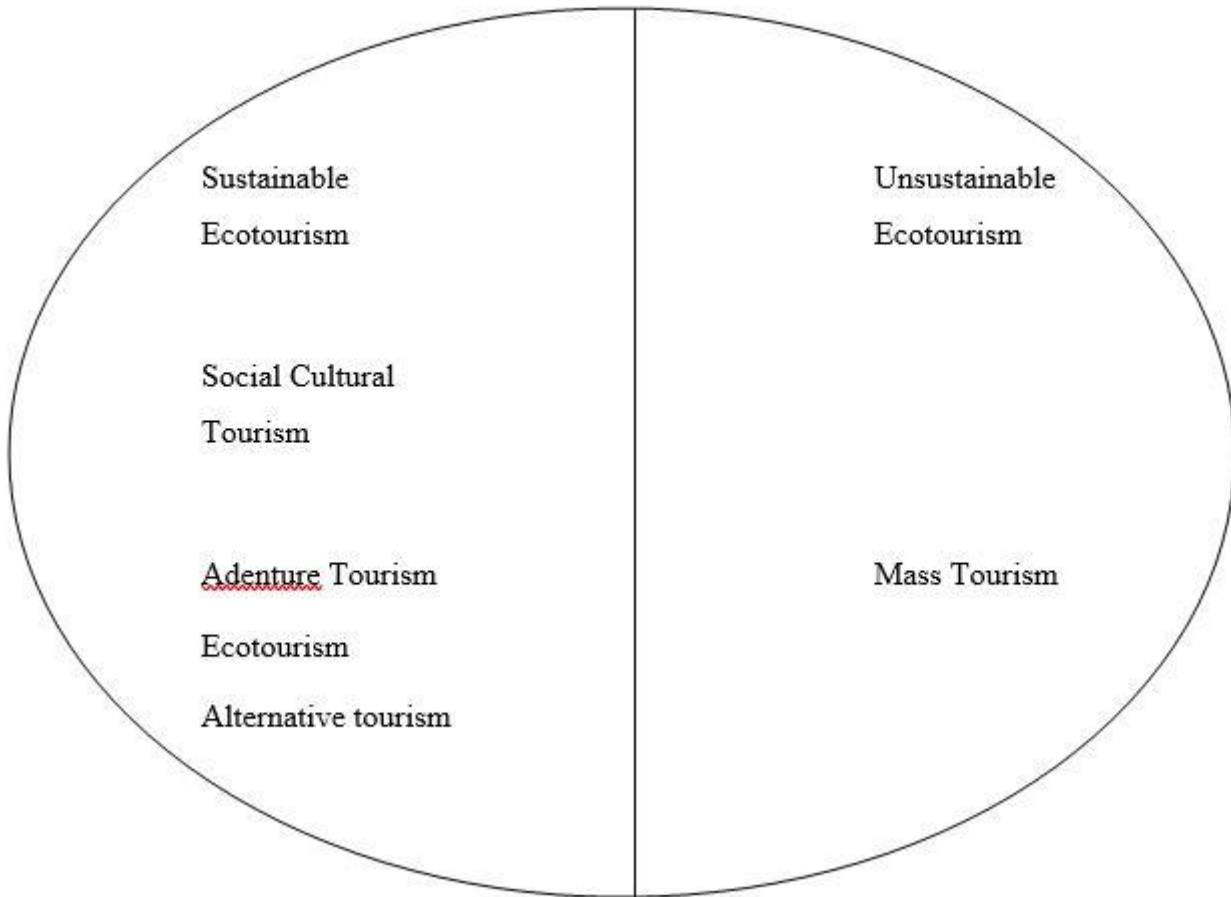 Sustainable
Ecotourism
Social Cultural
Tourism
Adenture Tourism
Ecotourism
Alternative tourism
Unsustainable
Ecotourism
Mass Tourism